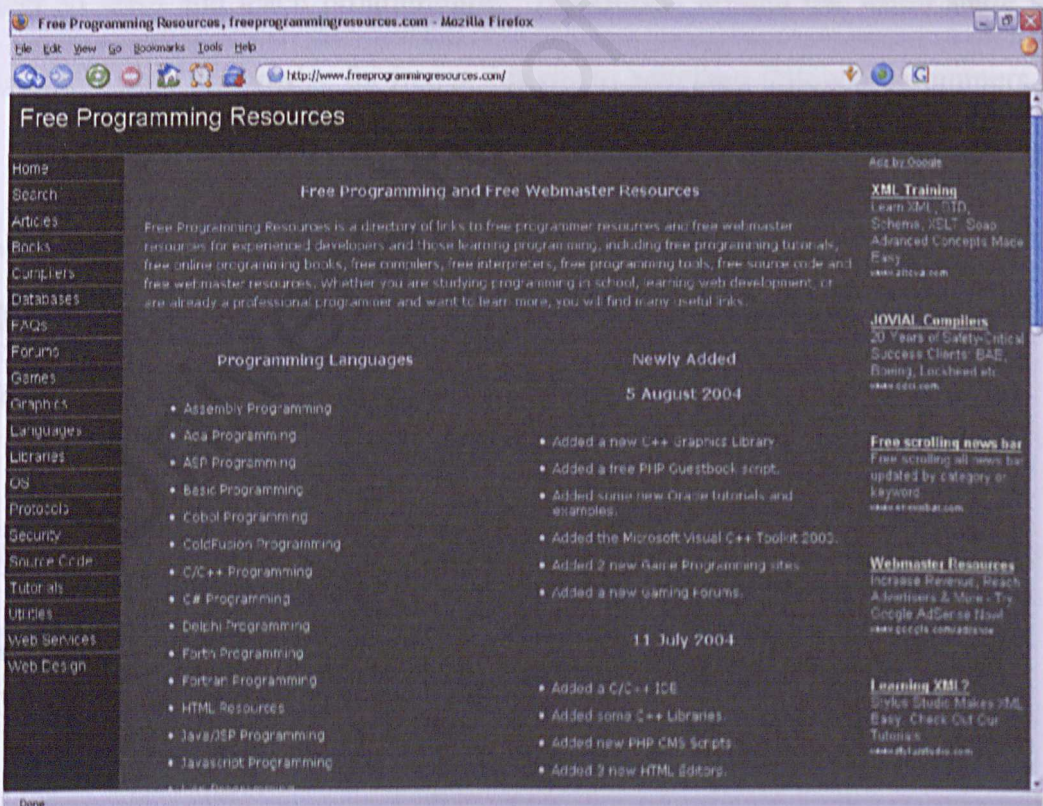 Free Programming Resources, freeprogrammingresources.com - Mozilla Firefox
File Edit View Go Bookmarks Tools Help
http://www.freeprogrammingresources.com/
G
Free Programming Resources
Home
Search
Articles
Books
Compilers
Databases
FAQs
Forums
Games
Graphics
Languages
Libraries
OS
Protocols
Security
Source Code
Tutorials
Utilities
Web Services
Web Design
Free Programming and Free Webmaster Resources
Free Programming Resources is a directory of links to free programmer resources and free webmaster
resources for experienced developers and those learning programming, including free programming tutorials,
free online programming books, free compilers, free interpreters, free programming tools, free source code and
free webmaster resources. Whether you are studying programming in school, learning web development, or
are already a professional programmer and want to learn more, you will find many useful links.
Programming Languages
• Assembly Programming
• Ada Programming
• ASP Programming
• Basic Programming
• Cobol Programming
• ColdFusion Programming
• C/C++ Programming
• C# Programming
• Delphi Programming
• Forth Programming
• Fortran Programming
• HTML Resources
• Java/JSP Programming
• Javascript Programming
Newly Added
5 August 2004
• Added a new C++ Graphics Library.
• Added a free PHP Guestbook script.
• Added some new Oracle tutorials and
examples.
• Added the Microsoft Visual C++ Toolkit 2003.
• Added 2 new Game Programming sites.
• Added a new Gaming Forums.
11 July 2004
• Added a C/C++ IDE
• Added some C++ Libraries.
• Added new PHP CMS Scripts
• Added 3 new HTML Editors.
Ads by Google
XML Training
Learn XML, DTD,
Schema, XSLT, Soap
Advanced Concepts Made
Easy
www.altova.com
JOVIAL Compilers
20 Years of Safety-Critical
Success Clients: BAE,
Boeing, Lockheed etc
Free scrolling news bar
Free scrolling all news bar
updated by category or
keyword.
Webmaster Resources
Increase Revenue, Reach
Advertisers & More - Try
Google AdSense Now!
www.google.com/adsense
Learning XML?
Stylus Studio Makes XML
Easy. Check Out Our
Tutorials
www.stylusstudio.com
Done